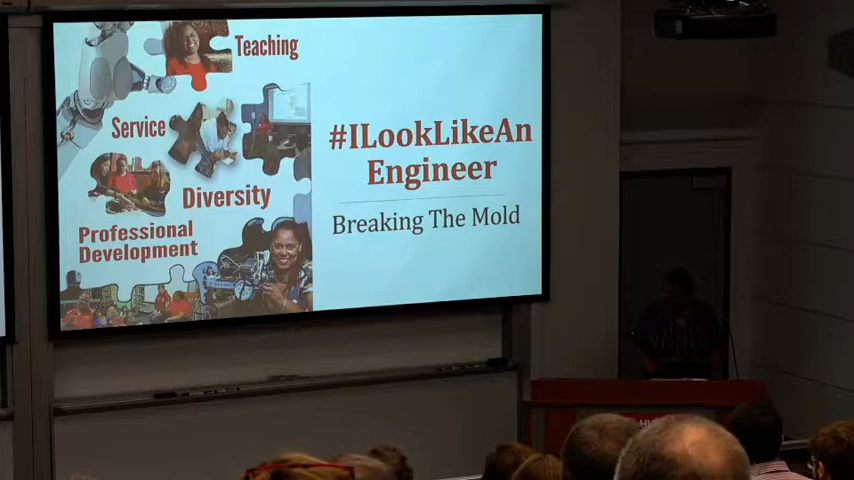 Teaching
Service
Diversity
Professional
Development
#ILookLikeAn
Engineer
Breaking The Mold